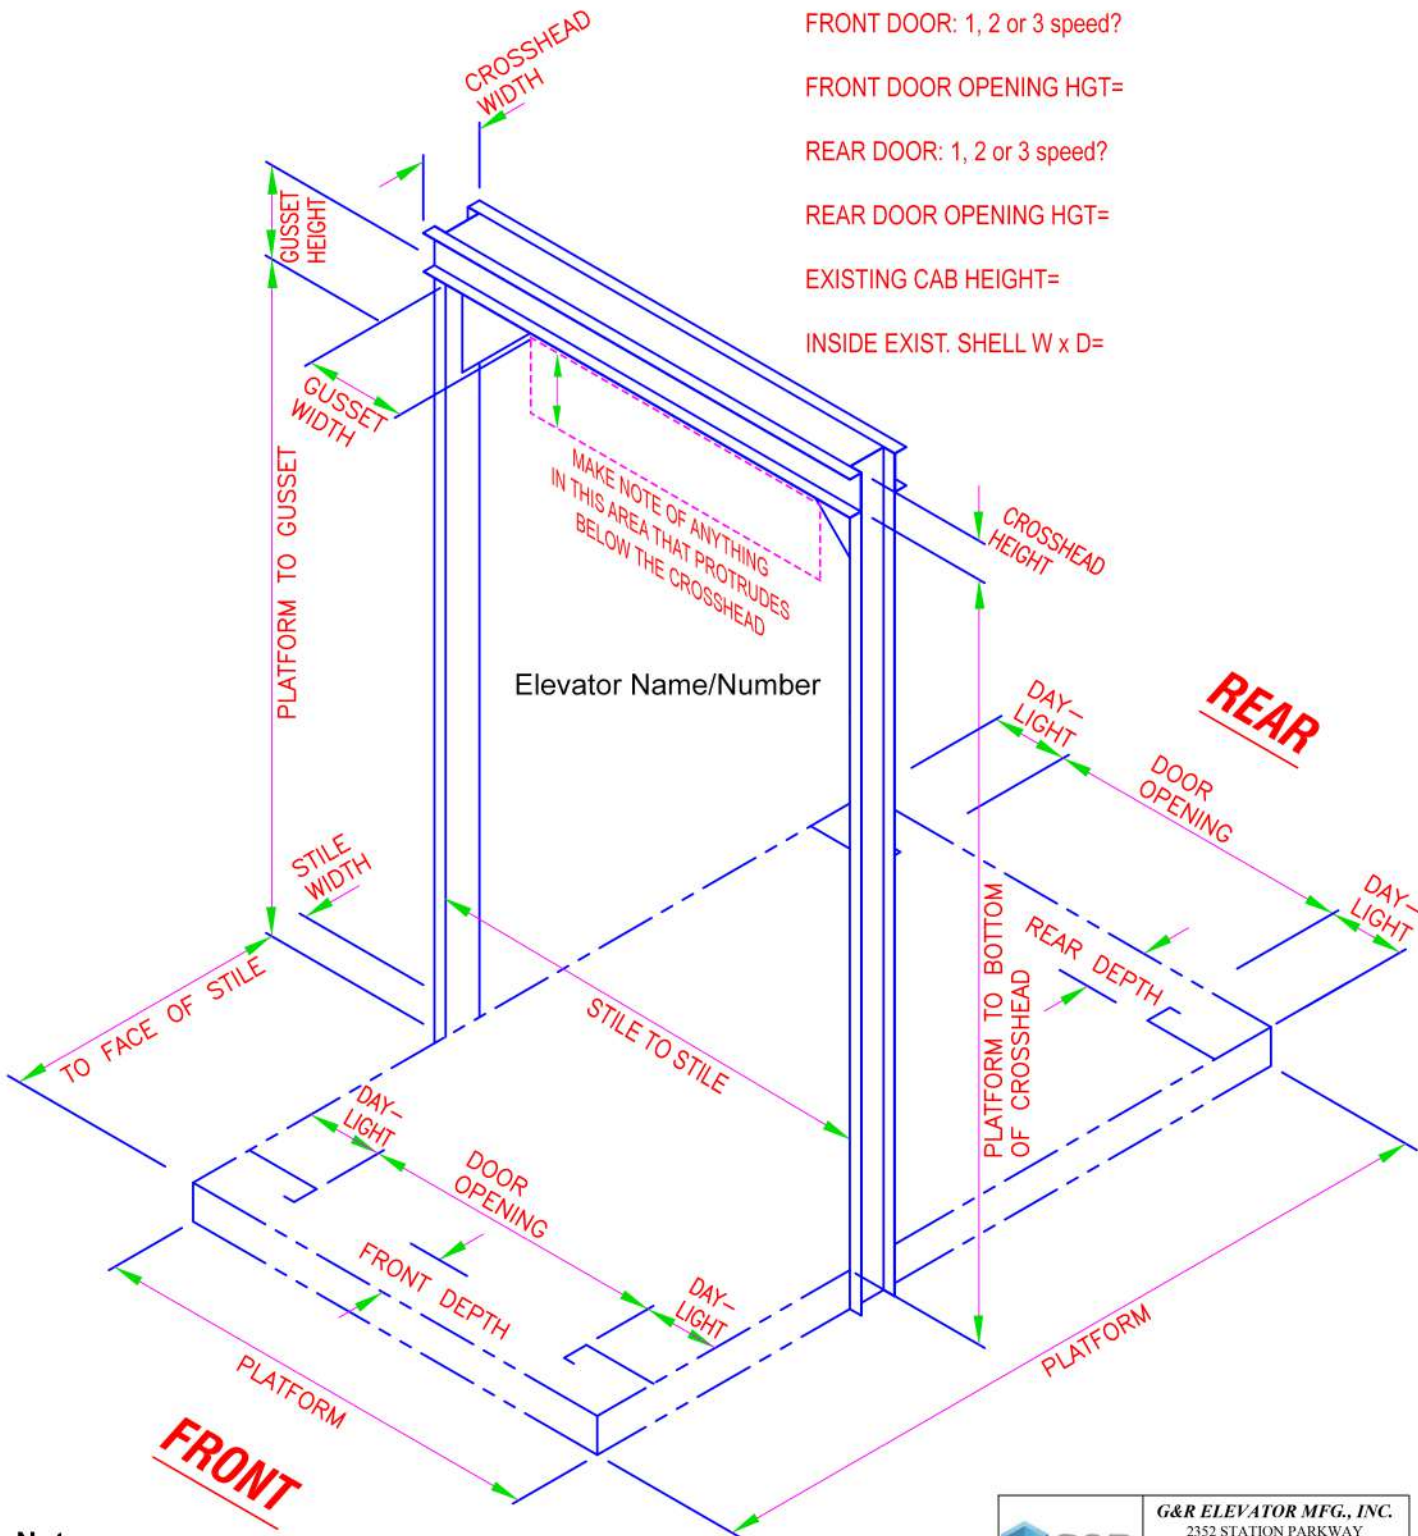 CROSSHEAD
WIDTH
FRONT DOOR: 1, 2 or 3 speed?
FRONT DOOR OPENING HGT=
REAR DOOR: 1, 2 or 3 speed?
REAR DOOR OPENING HGT=
EXISTING CAB HEIGHT=
INSIDE EXIST. SHELL W x D=
GUSSET
HEIGHT
GUSSET
WIDTH
PLATFORM TO GUSSET
MAKE NOTE OF ANYTHING
IN THIS AREA THAT PROTRUDES
BELOW THE CROSSHEAD
CROSSHEAD
HEIGHT
Elevator Name/Number
REAR
DAY–
LIGHT
DOOR
OPENING
DAY–
LIGHT
STILE
WIDTH
REAR DEPTH
PLATFORM TO BOTTOM
OF CROSSHEAD
TO FACE OF STILE
STILE TO STILE
DAY–
LIGHT
DOOR
OPENING
FRONT DEPTH
DAY–
LIGHT
PLATFORM
PLATFORM
FRONT
G&R ELEVATOR MFG., INC.
2352 STATION PARKWAY